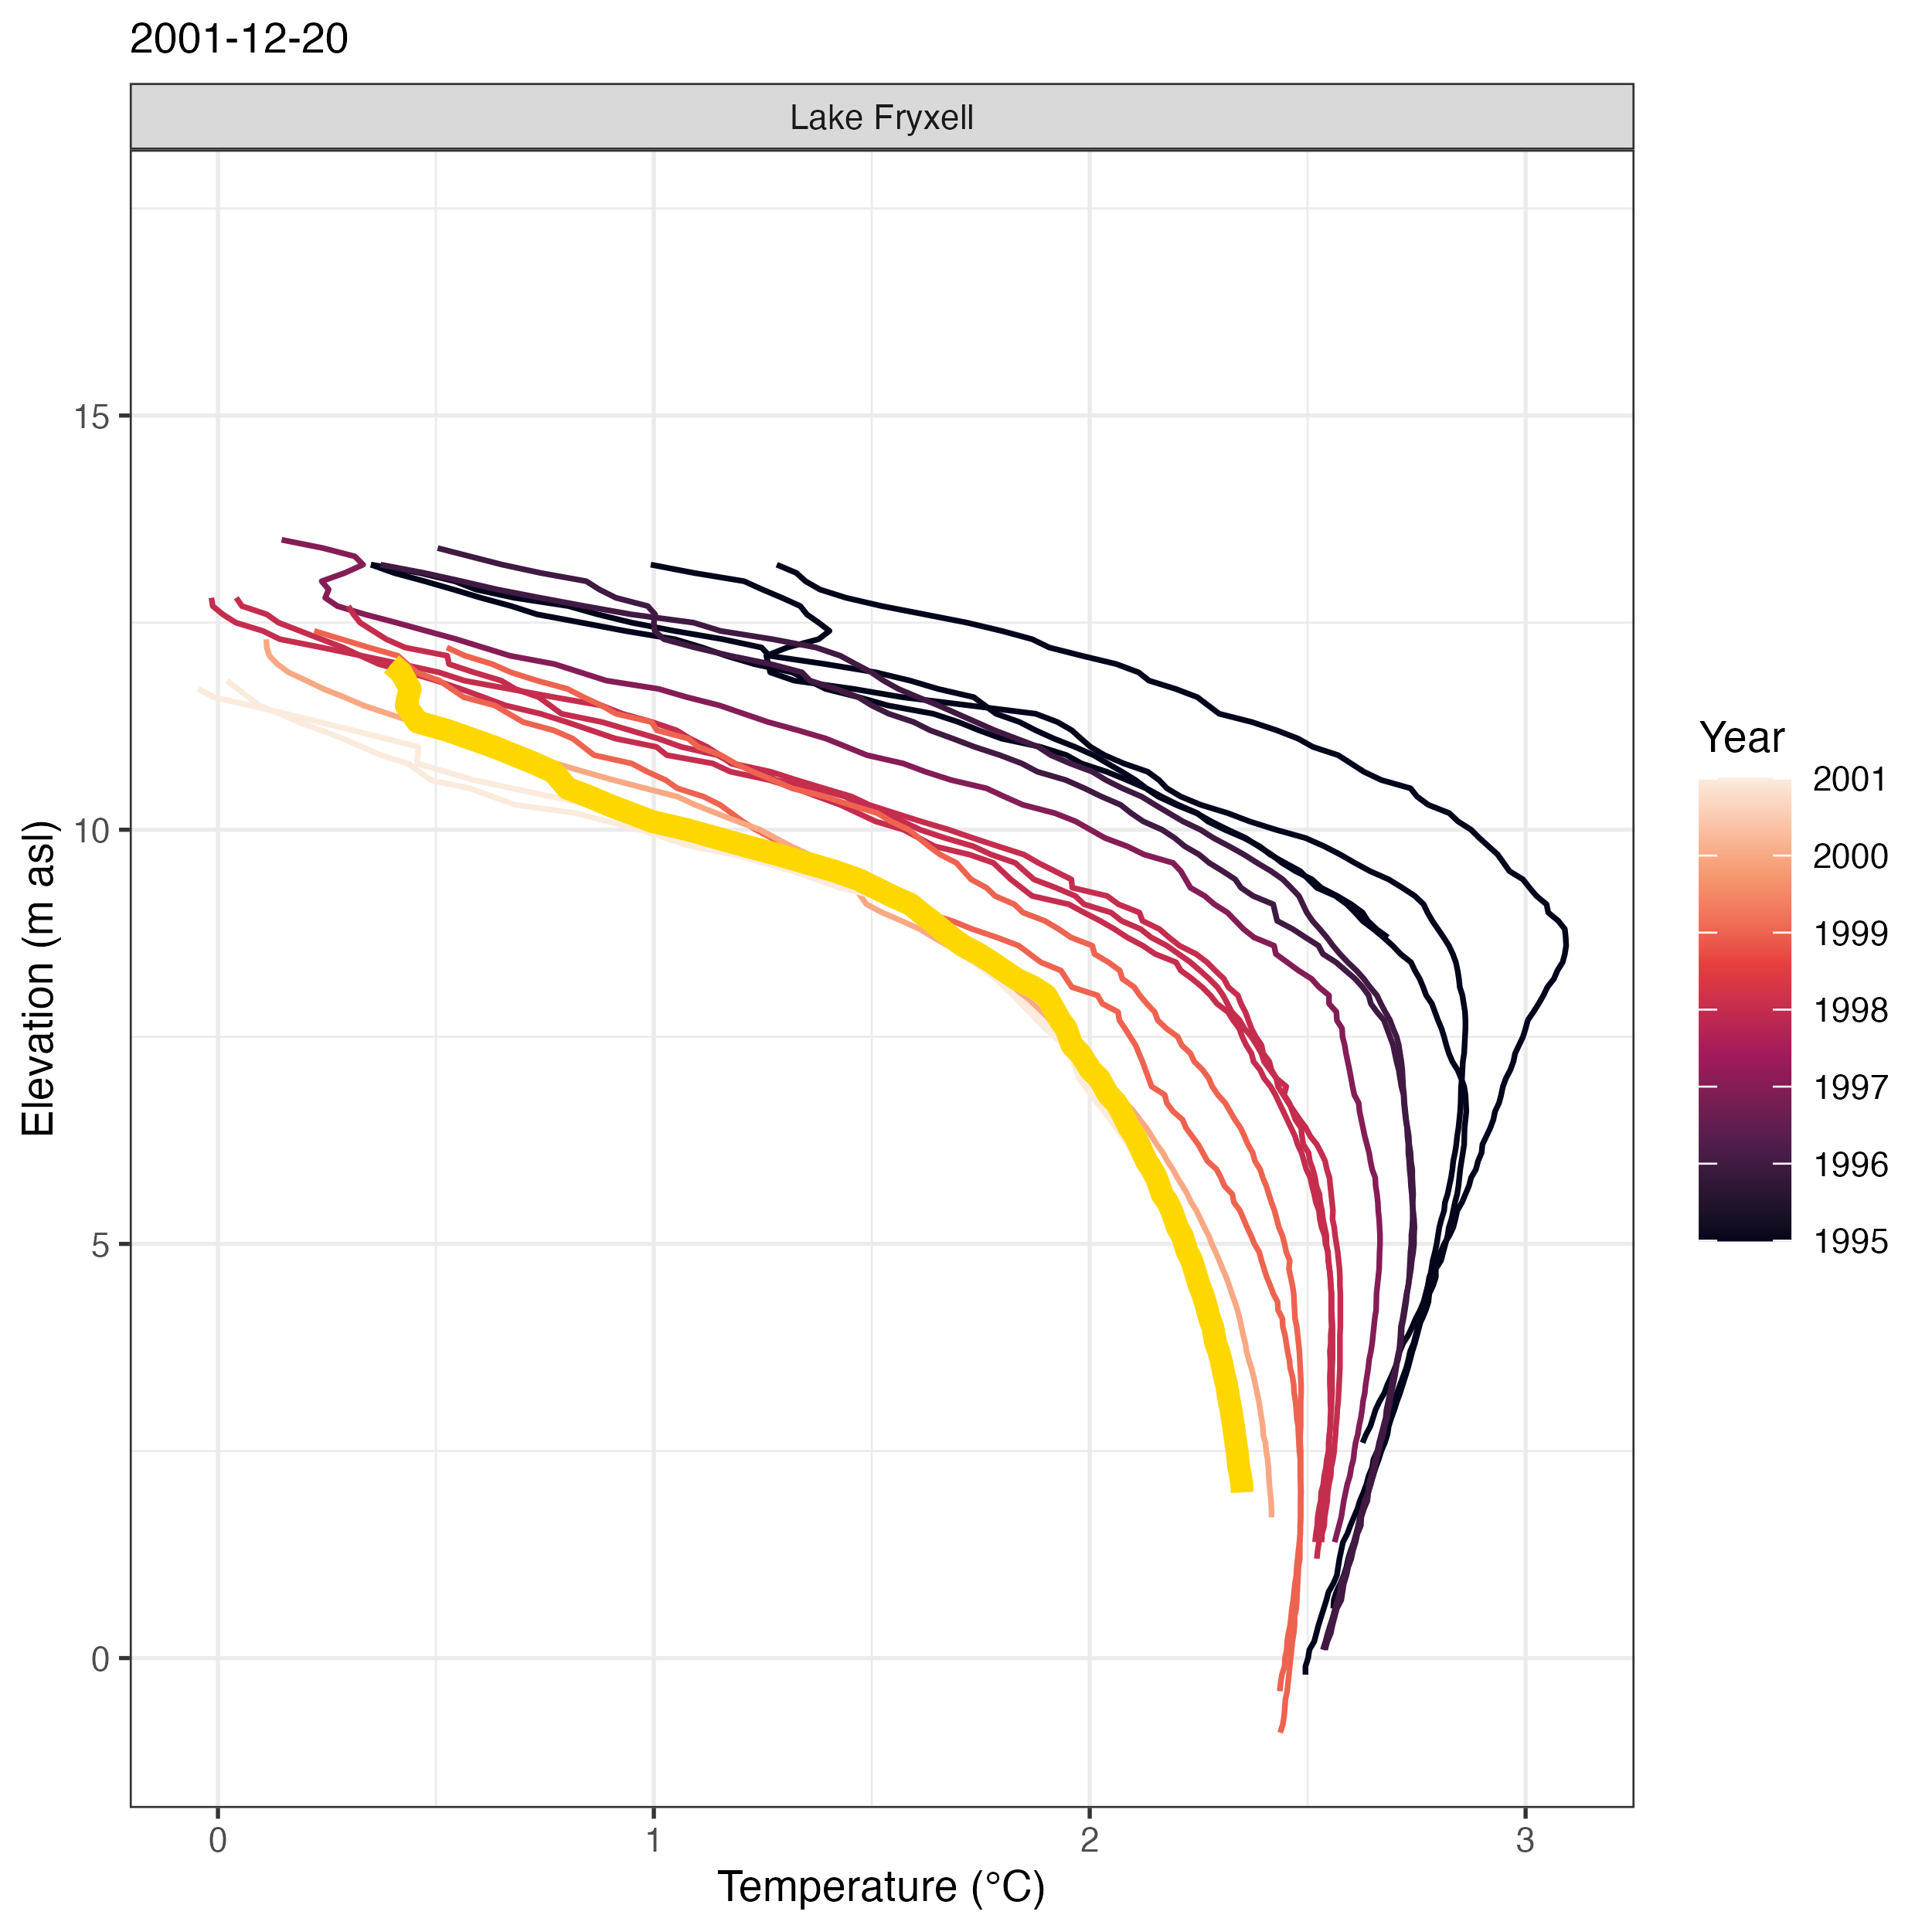 2001-12-20
Lake Fryxell
15
10
5
0
Elevation (m asl)
0 1 2 3
Temperature (°C)
Year
2001
2000
1999
1998
1997
1996
1995